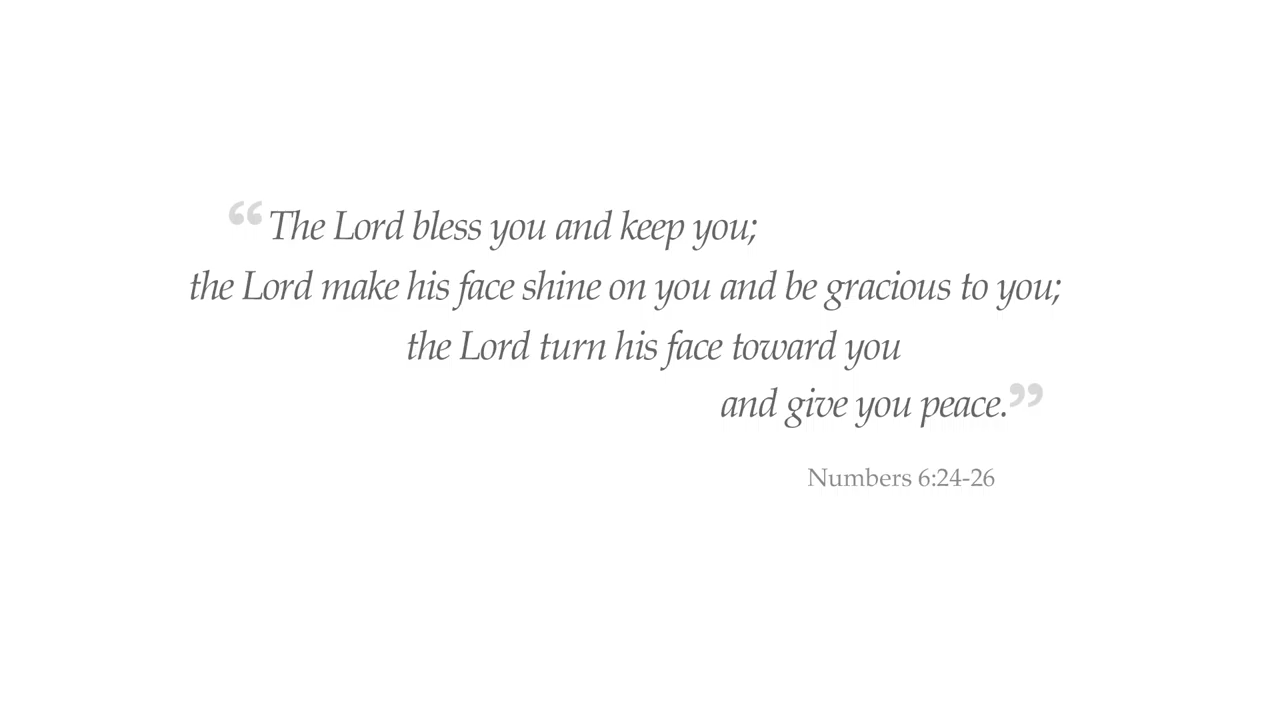 “The Lord bless you and keep you;
the Lord make his face shine on you and be gracious to you;
the Lord turn his face toward you
and give you peace.”
Numbers 6:24-26